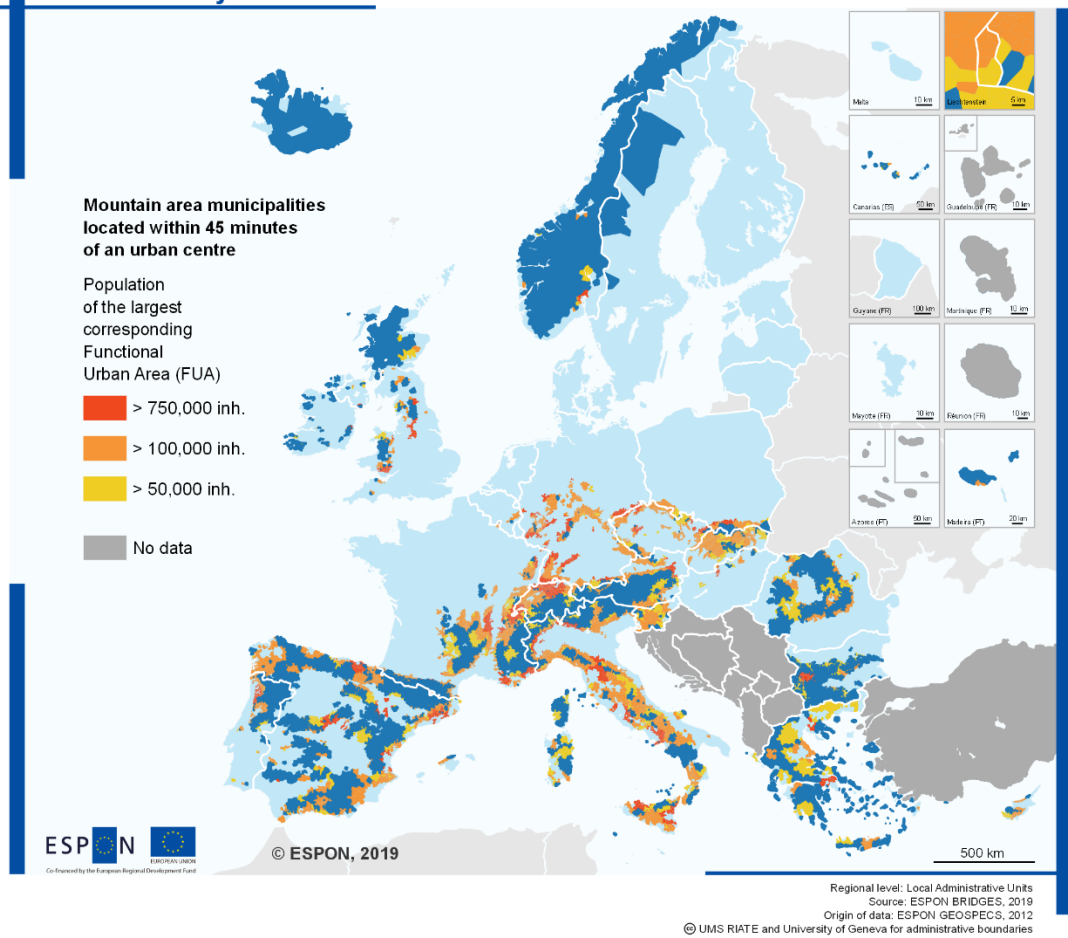 Mountain area municipalities
located within 45 minutes
of an urban centre
Population
of the largest
corresponding
Functional
Urban Area (FUA)
> 750,000 inh.
> 100,000 inh.
> 50,000 inh.
No data
Malta
10 km
Liechtenstein
5 km
Canarias (ES)
50 km
Guadeloupe (FR)
10 km
Guyane (FR)
100 km
Martinique (FR)
10 km
Mayotte (FR)
10 km
Réunion (FR)
10 km
Azores (PT)
50 km
Madeira (PT)
20 km
ESPON
EUROPEAN UNION
Co-financed by the European Regional Development Fund
© ESPON, 2019
500 km
Regional level: Local Administrative Units
Source: ESPON BRIDGES, 2019
Origin of data: ESPON GEOSPECS, 2012
UMS RIATE and University of Geneva for administrative boundaries